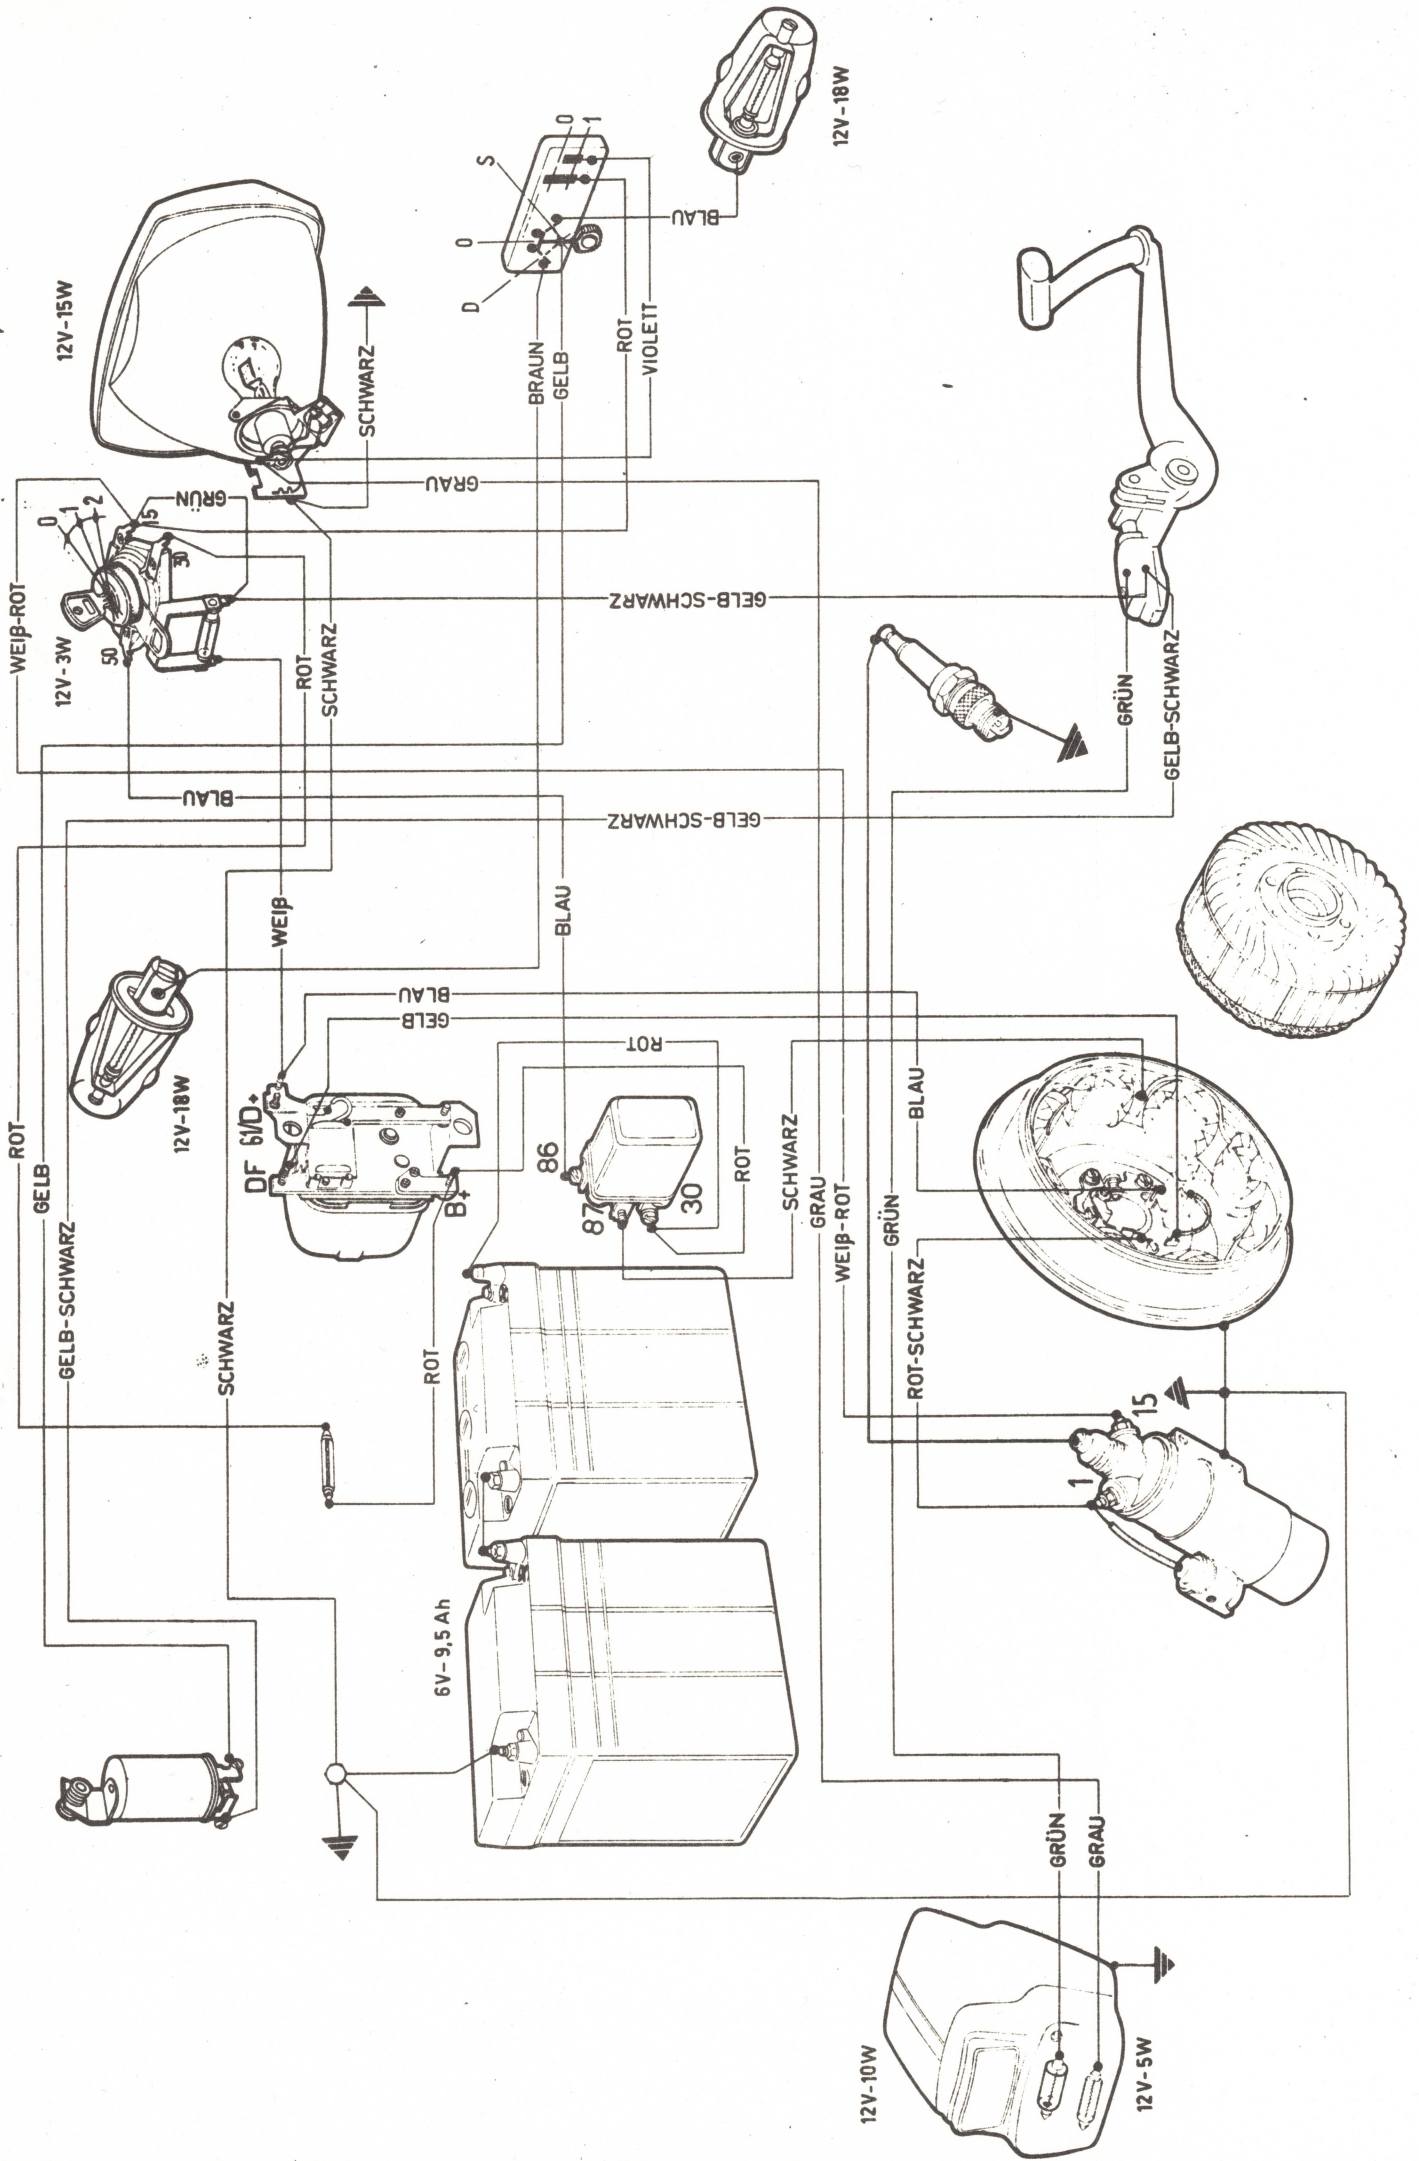 12V-18W
12V-15W
S
0
1
0
D
BLAU
SCHWARZ
BRAUN
GELB
ROT
VIOLETT
GRAU
WEIß-ROT
0
1
2
15
GRÜN
30
12V-3W
50
ROT
SCHWARZ
GELB-SCHWARZ
GRÜN
GELB-SCHWARZ
BLAU
GELB-SCHWARZ
WEIß
BLAU
12V-18W
BLAU
GELB
ROT
61/D+
DF
B+
86
87
30
ROT
SCHWARZ
BLAU
ROT
GELB
GELB-SCHWARZ
SCHWARZ
ROT
GRAU
WEIß-ROT
GRÜN
ROT-SCHWARZ
15
1
6V-9,5 Ah
GRÜN
GRAU
12V-10W
12V-5W